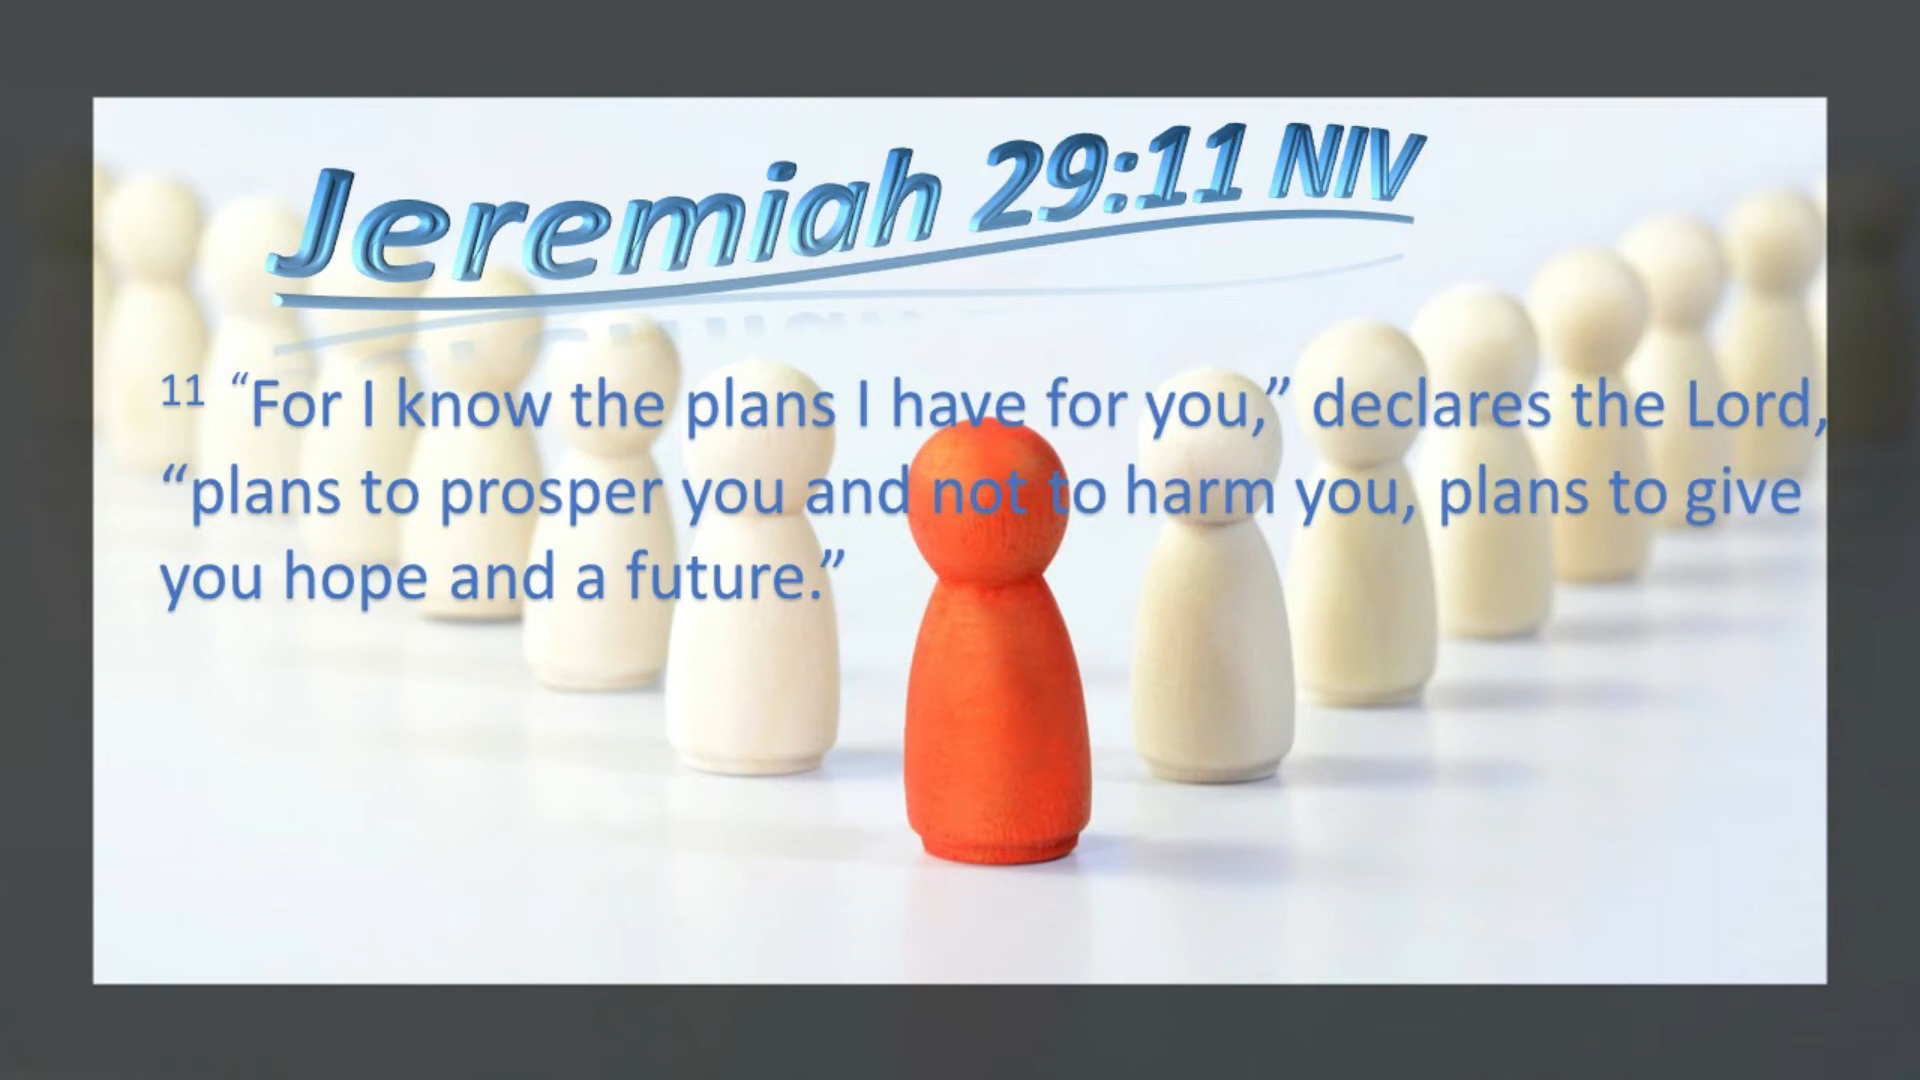 Jeremiah 29:11 NIV
11 “For I know the plans I have for you,” declares the Lord,
“plans to prosper you and not to harm you, plans to give
you hope and a future.”